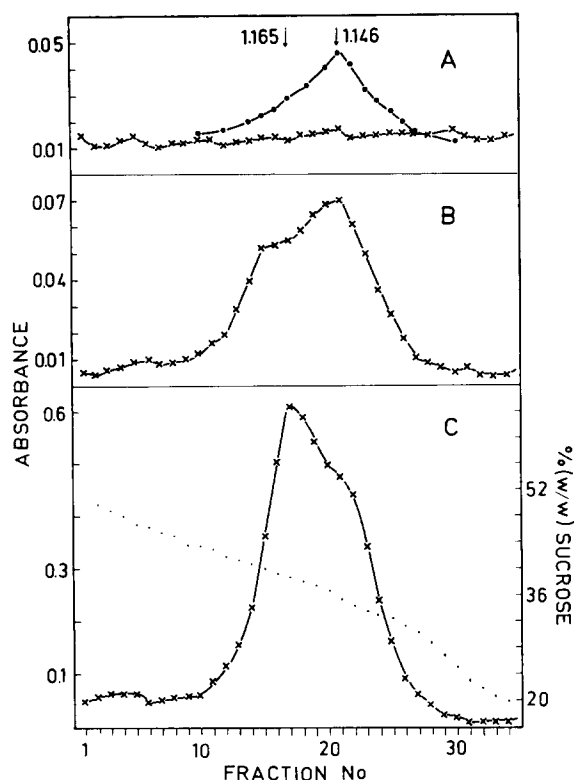 1.165↓ ↓1.146
0.05
A
0.01
0.07
B
0.04
0.01
ABSORBANCE
0.6
C
0.3
0.1
52
36
20
%(w/w) SUCROSE
1 10 20 30
FRACTION No